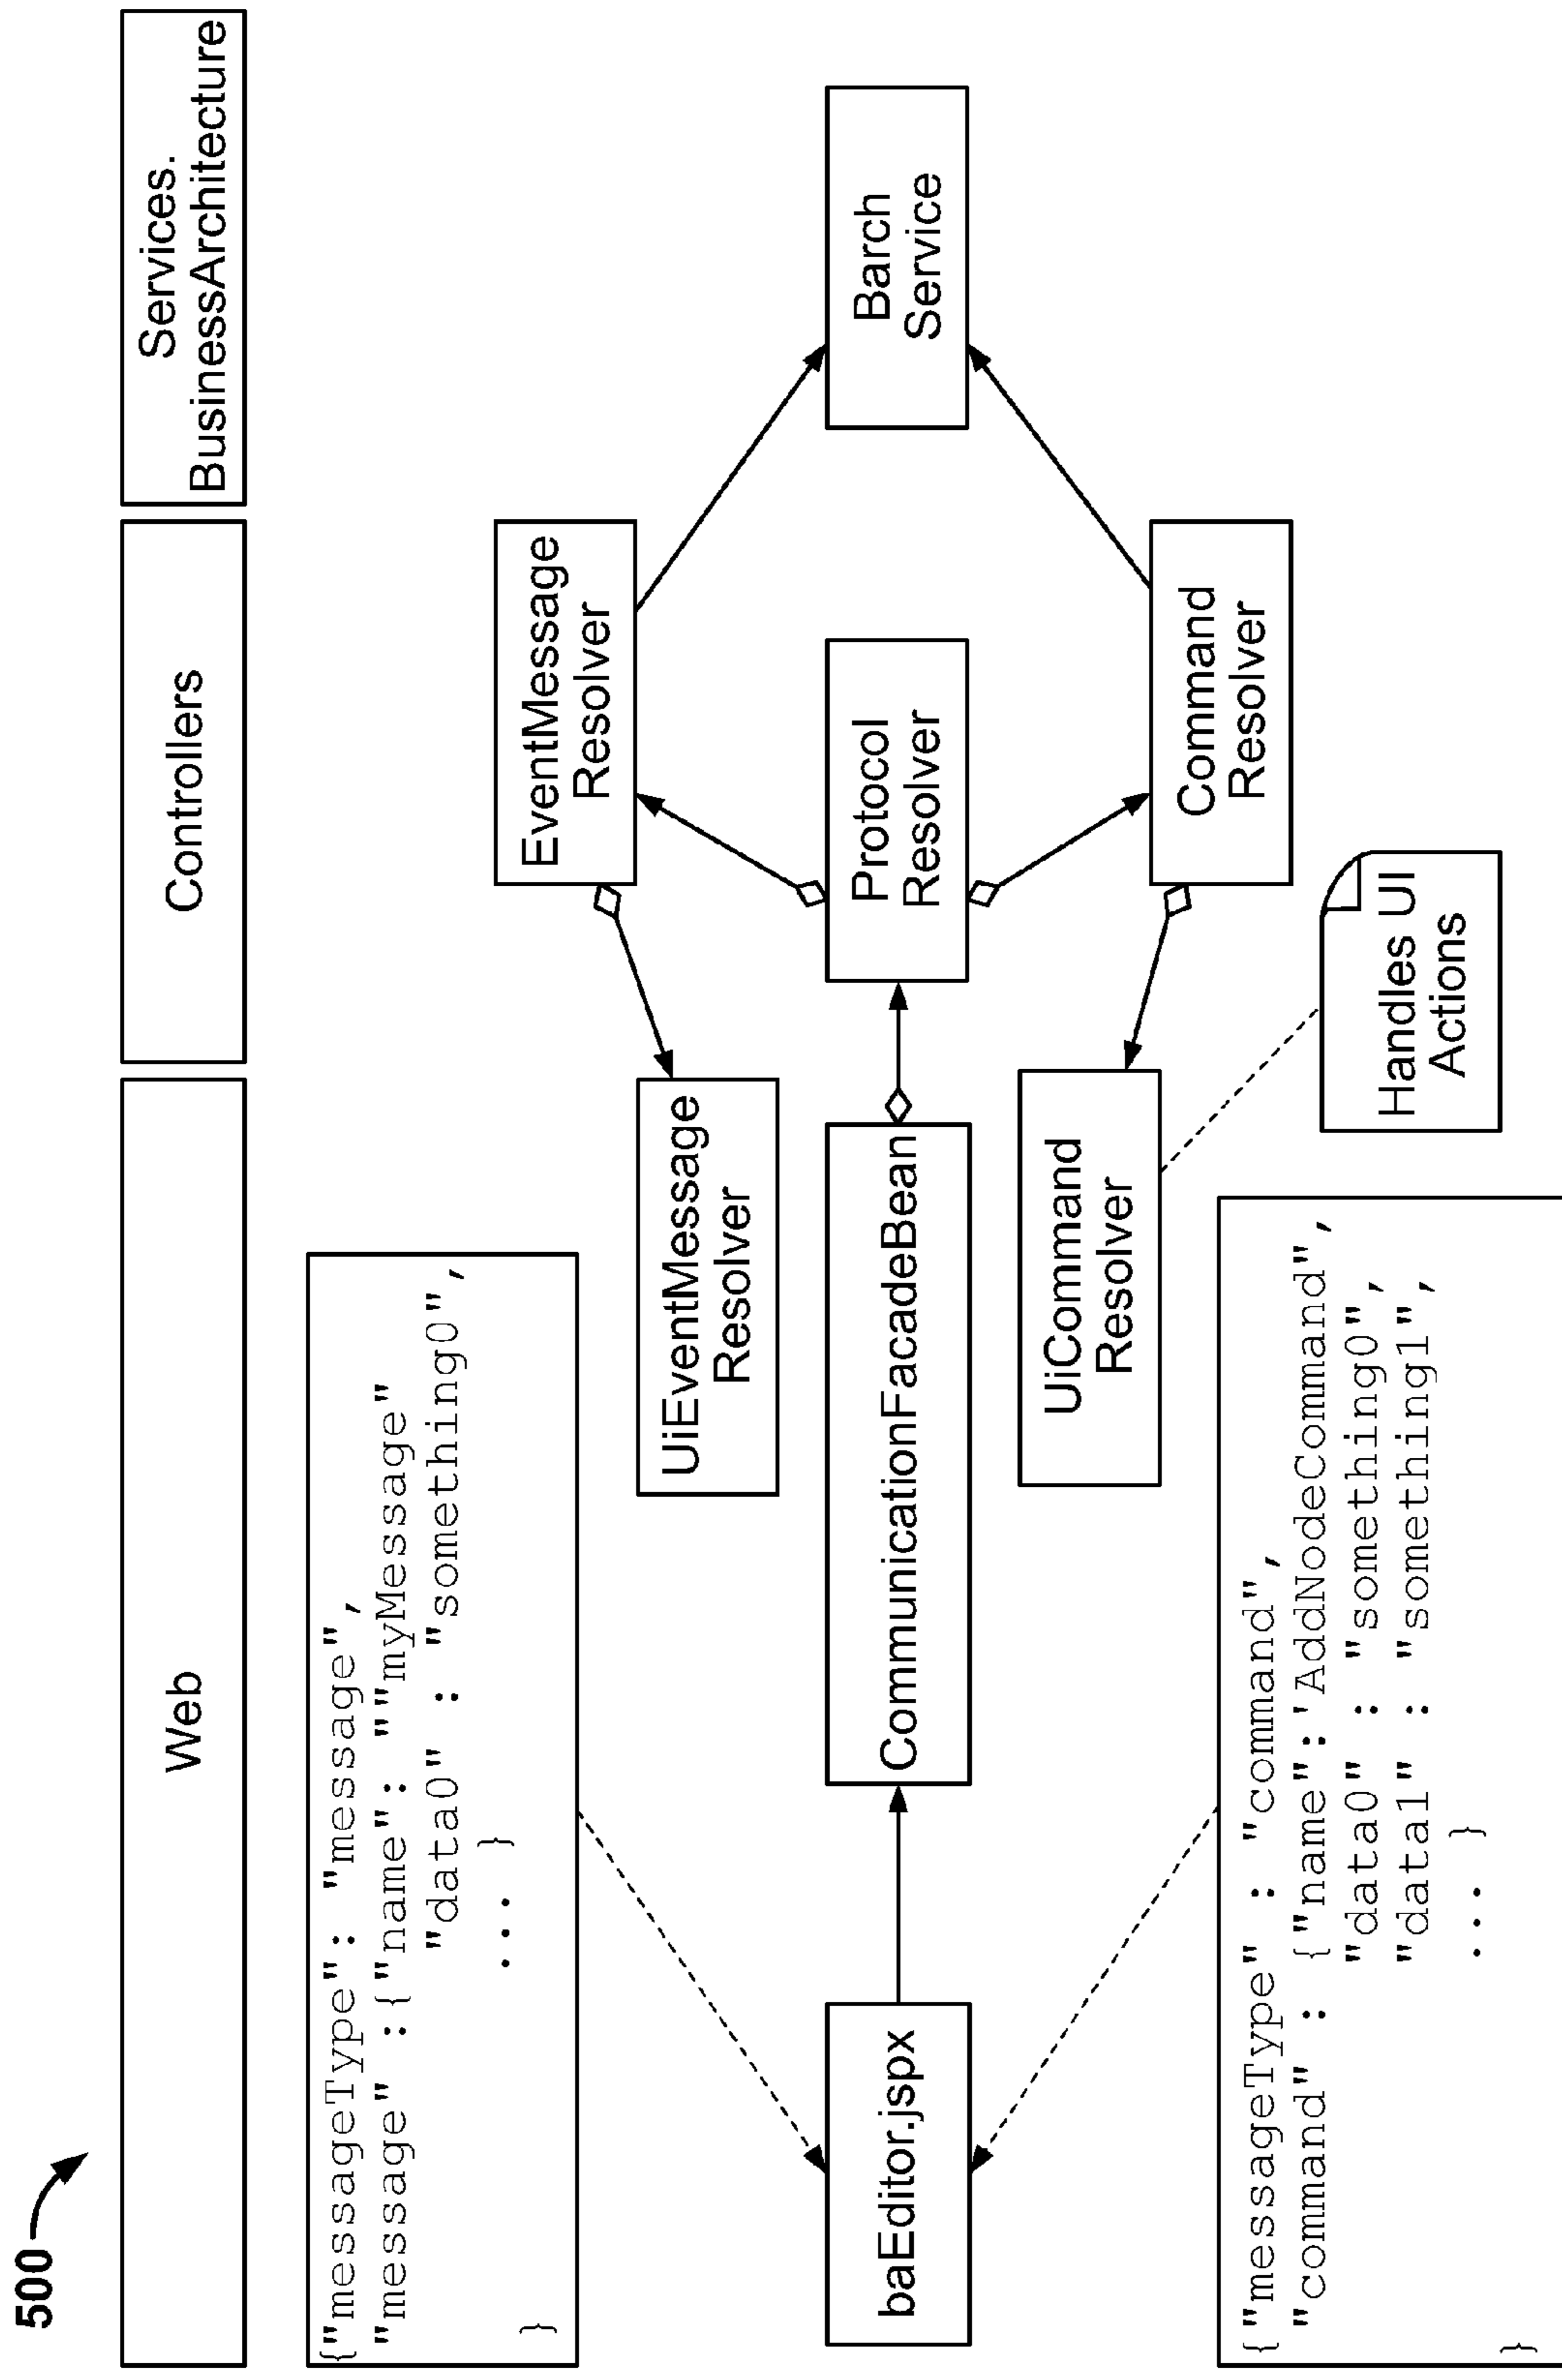 500
Web
Controllers
Services.
BusinessArchitecture
{"messageType": "message",
"message" :{"name": ""myMessage"
"data0" : "something0",
... }
}
EventMessage
Resolver
UiEventMessage
Resolver
baEditor.jspx
CommunicationFacadeBean
Protocol
Resolver
Barch
Service
UiCommand
Resolver
Command
Resolver
{"messageType" : "command",
"command" : {"name":'AddNodeCommand",
"data0" : "something0",
"data1" : "something1",
... }
}
Handles UI
Actions